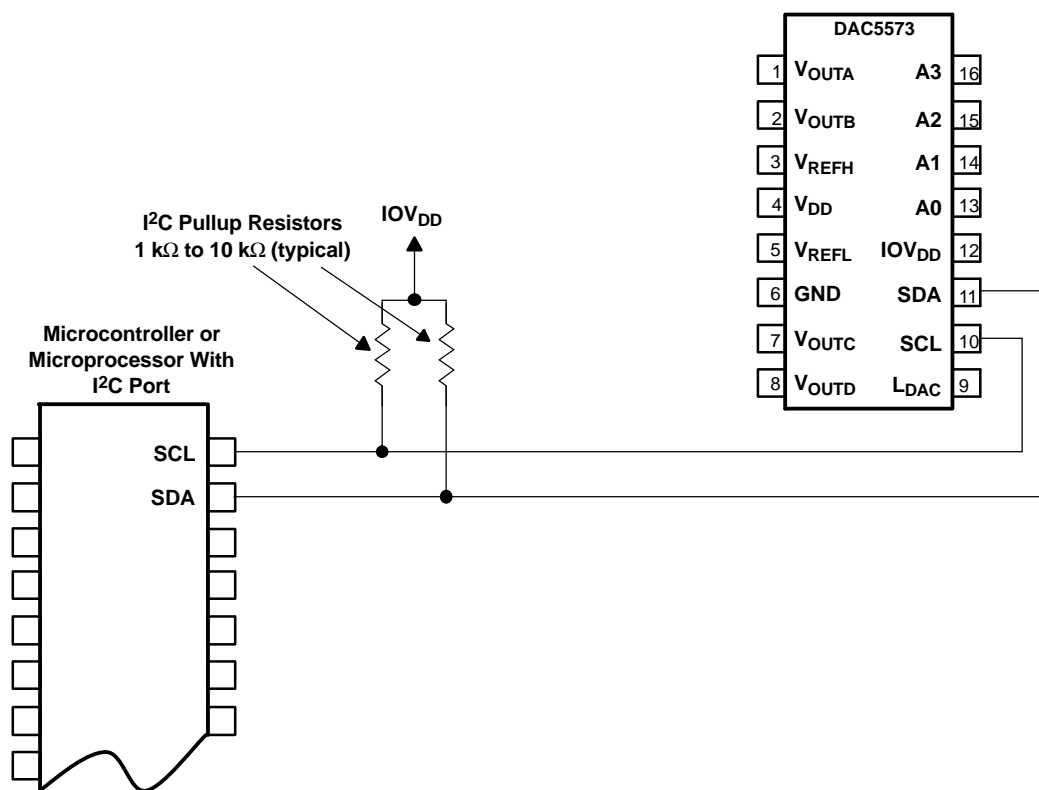 DAC5573
1 VOUTA A3 16
2 VOUTB A2 15
3 VREFH A1 14
4 VDD A0 13
5 VREFL IOVDD 12
6 GND SDA 11
7 VOUTC SCL 10
8 VOUTD LDAC 9
I2C Pullup Resistors
1 kΩ to 10 kΩ (typical)
IOVDD
Microcontroller or
Microprocessor With
I2C Port
SCL
SDA